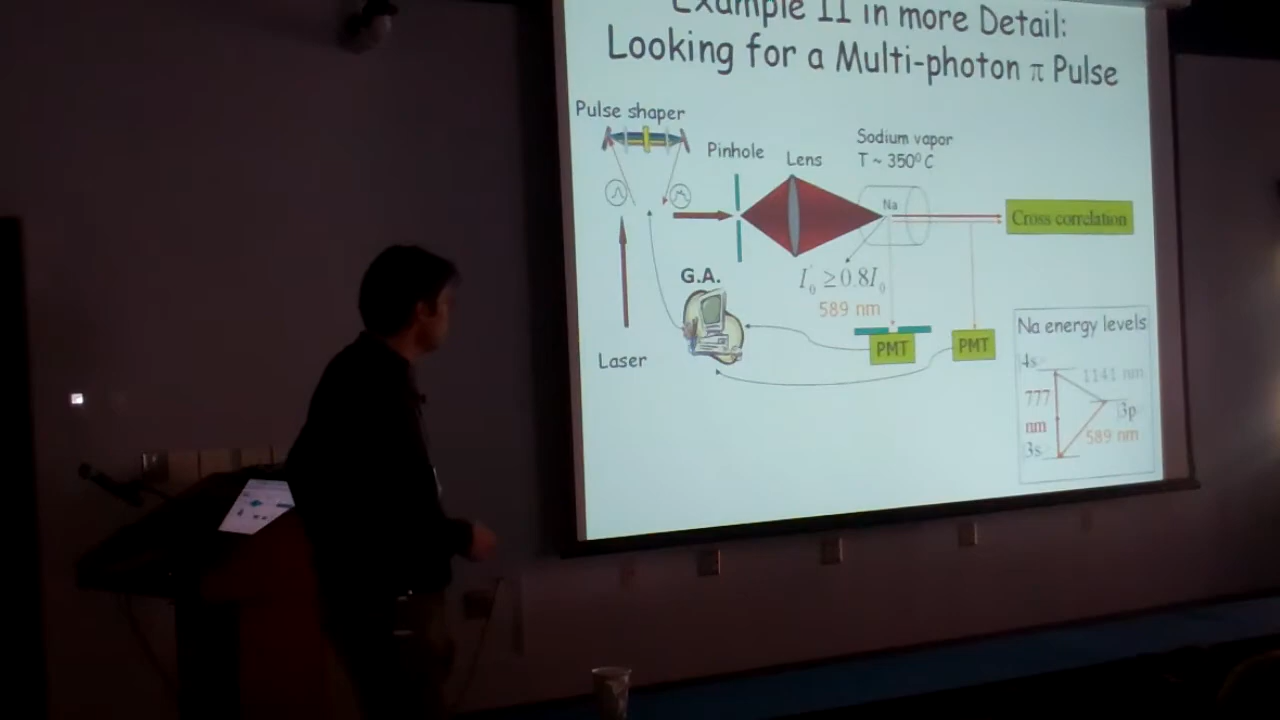 Example II in more Detail:
Looking for a Multi-photon π Pulse
Pulse shaper
Pinhole
Lens
Sodium vapor
T ~ 350⁰ C
Na
Cross correlation
G.A.
I₀ ≥ 0.8I₀
589 nm
PMT
PMT
Laser
Na energy levels
4s
1141 nm
777
nm
3p
589 nm
3s